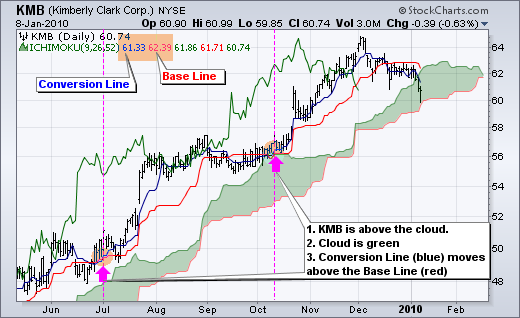 KMB (Kimberly Clark Corp.) NYSE
© StockCharts.com
8-Jan-2010
Op 60.90 Hi 60.99 Lo 59.85 Cl 60.74 Vol 3.0M Chg -0.39 (-0.63%)
KMB (Daily) 60.74
ICHIMOKU(9,26,52) 61.33 62.39 61.86 61.71 60.74
Conversion Line
Base Line
64
62
60
58
56
54
52
50
48
1. KMB is above the cloud.
2. Cloud is green
3. Conversion Line (blue) moves
above the Base Line (red)
Jun Jul Aug Sep Oct Nov Dec 2010 Feb